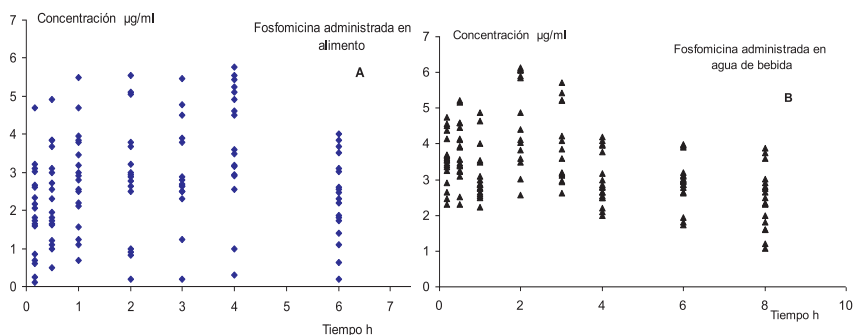 Concentración µg/ml
Fosfomicina administrada en
alimento
A
7
6
5
4
3
2
1
0
0 1 2 3 4 5 6 7
Tiempo h
Concentración µg/ml
Fosfomicina administrada en
agua de bebida
B
7
6
5
4
3
2
1
0
0 2 4 6 8 10
Tiempo h